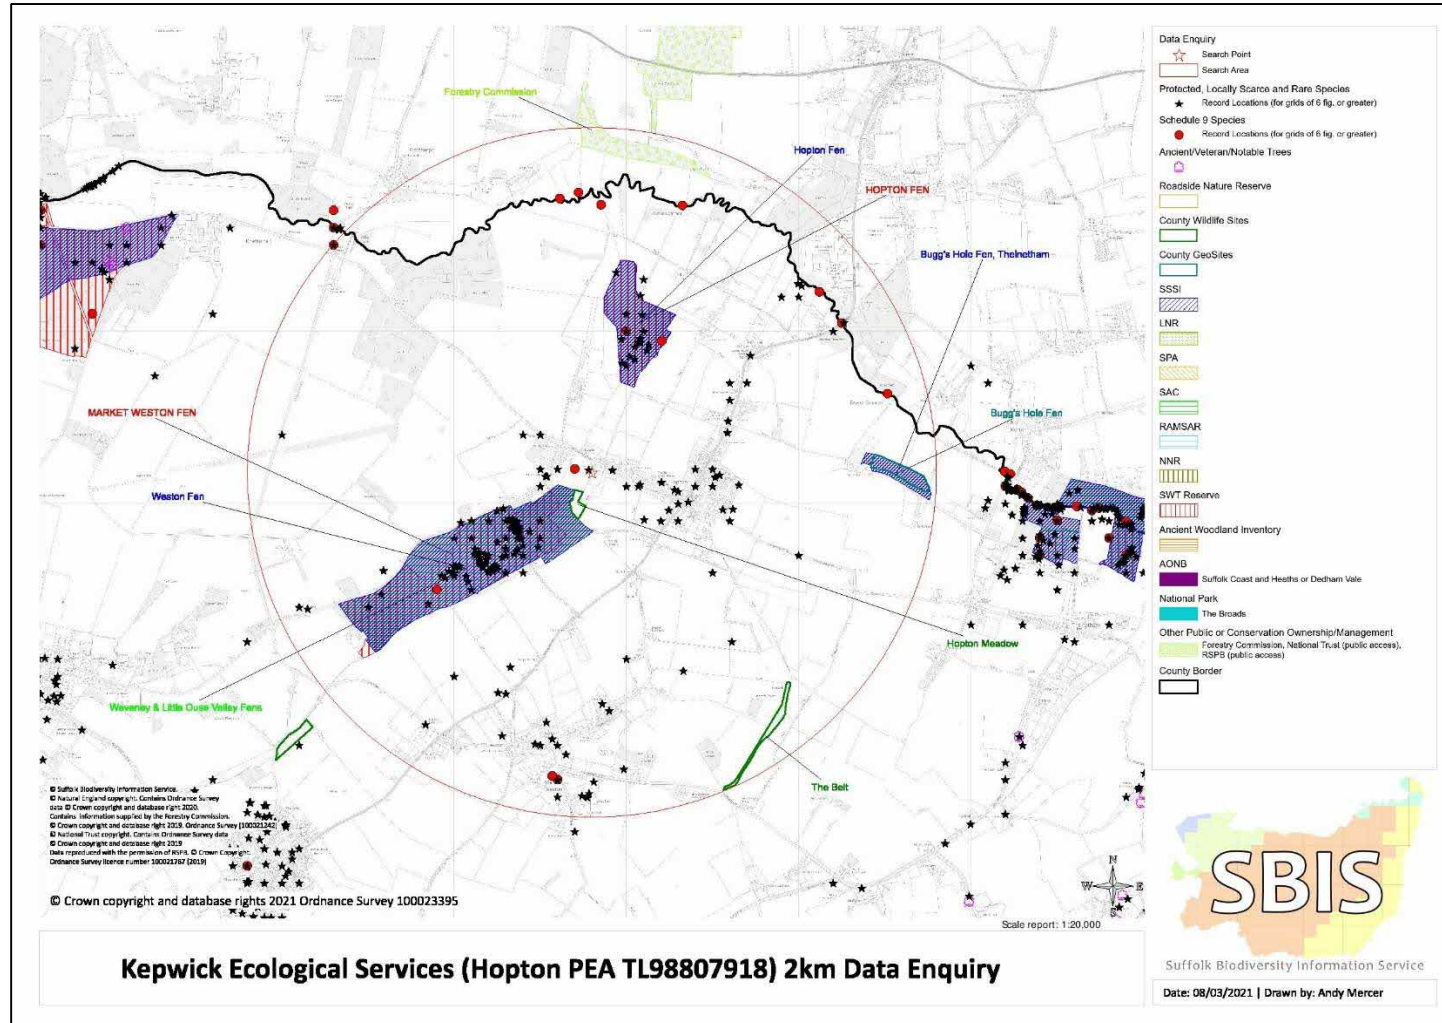 Forestry Commission
Hopton Fen
HOPTON FEN
Bugg's Hole Fen, Thelnetham
MARKET WESTON FEN
Bugg's Hole Fen
Weston Fen
Hopton Meadow
Waveney & Little Ouse Valley Fens
The Belt
© Suffolk Biodiversity Information Service.
© Natural England copyright. Contains Ordnance Survey
data © Crown copyright and database right 2020.
Contains information supplied by the Forestry Commission.
© Crown copyright and database right 2019. Ordnance Survey [100021242]
© National Trust copyright. Contains Ordnance Survey data
© Crown copyright and database right 2019
Data reproduced with the permission of RSPB. © Crown Copyright.
Ordnance Survey licence number 100021767 [2019]
© Crown copyright and database rights 2021 Ordnance Survey 100023395
N
W E
S
Scale report: 1:20,000
Kepwick Ecological Services (Hopton PEA TL98807918) 2km Data Enquiry
Data Enquiry
Search Point
Search Area
Protected, Locally Scarce and Rare Species
Record Locations (for grids of 6 fig. or greater)
Schedule 9 Species
Record Locations (for grids of 6 fig. or greater)
Ancient/Veteran/Notable Trees
Roadside Nature Reserve
County Wildlife Sites
County GeoSites
SSSI
LNR
SPA
SAC
RAMSAR
NNR
SWT Reserve
Ancient Woodland Inventory
AONB
Suffolk Coast and Heaths or Dedham Vale
National Park
The Broads
Other Public or Conservation Ownership/Management
Forestry Commission, National Trust (public access),
RSPB (public access)
County Border
SBIS
Suffolk Biodiversity Information Service
Date: 08/03/2021 | Drawn by: Andy Mercer